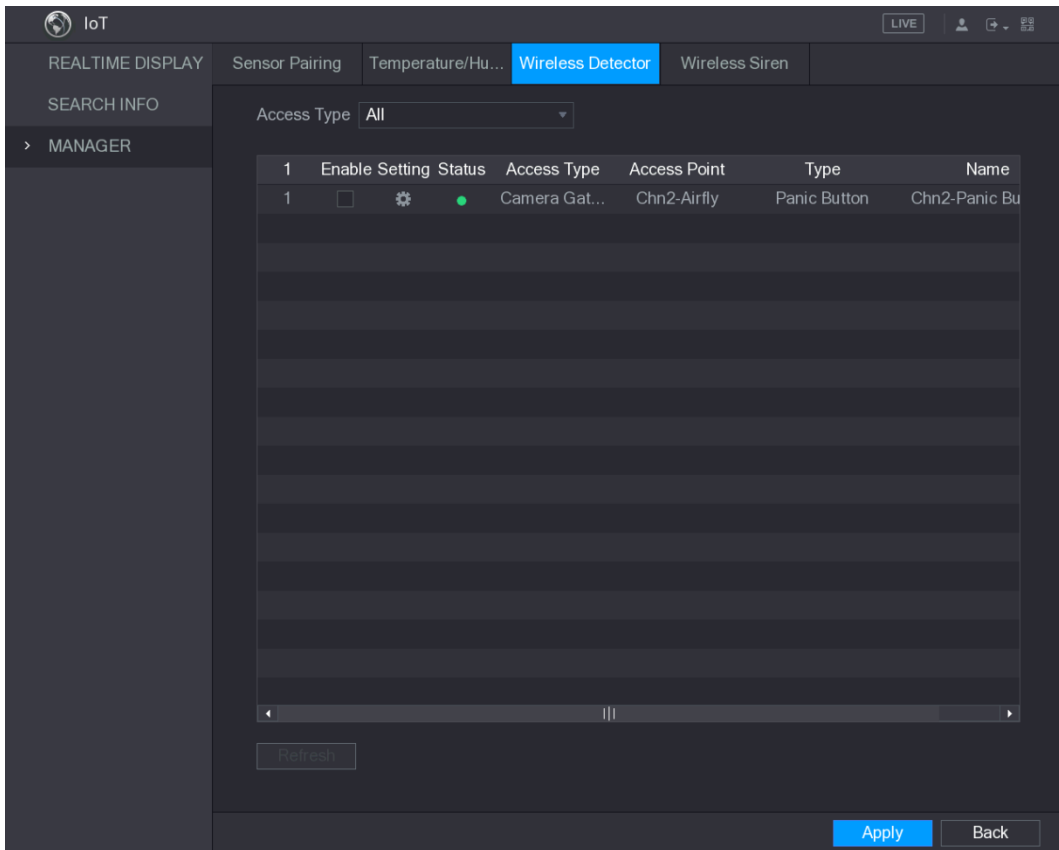 IoT
LIVE
REALTIME DISPLAY
SEARCH INFO
MANAGER
Sensor Pairing Temperature/Hu... Wireless Detector Wireless Siren
Access Type All
1 Enable Setting Status Access Type Access Point Type Name
1 Camera Gat... Chn2-Airfly Panic Button Chn2-Panic Bu
Refresh
Apply Back